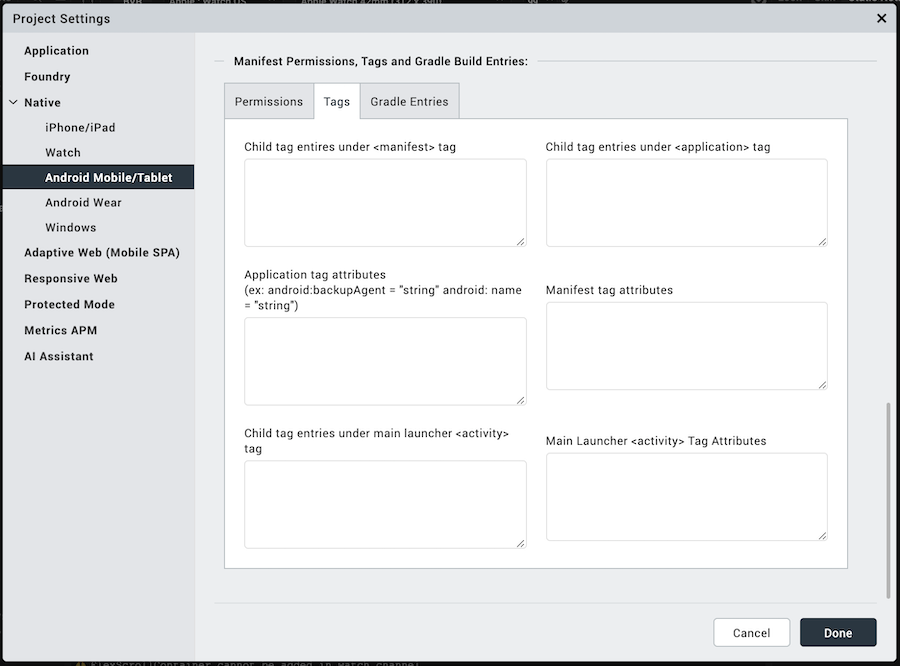 Project Settings
Application
Foundry
Native
iPhone/iPad
Watch
Android Mobile/Tablet
Android Wear
Windows
Adaptive Web (Mobile SPA)
Responsive Web
Protected Mode
Metrics APM
AI Assistant
Manifest Permissions, Tags and Gradle Build Entries:
Permissions
Tags
Gradle Entries
Child tag entires under <manifest> tag
Child tag entries under <application> tag
Application tag attributes
(ex: android:backupAgent = "string" android: name
= "string")
Manifest tag attributes
Child tag entries under main launcher <activity>
tag
Main Launcher <activity> Tag Attributes
Cancel
Done